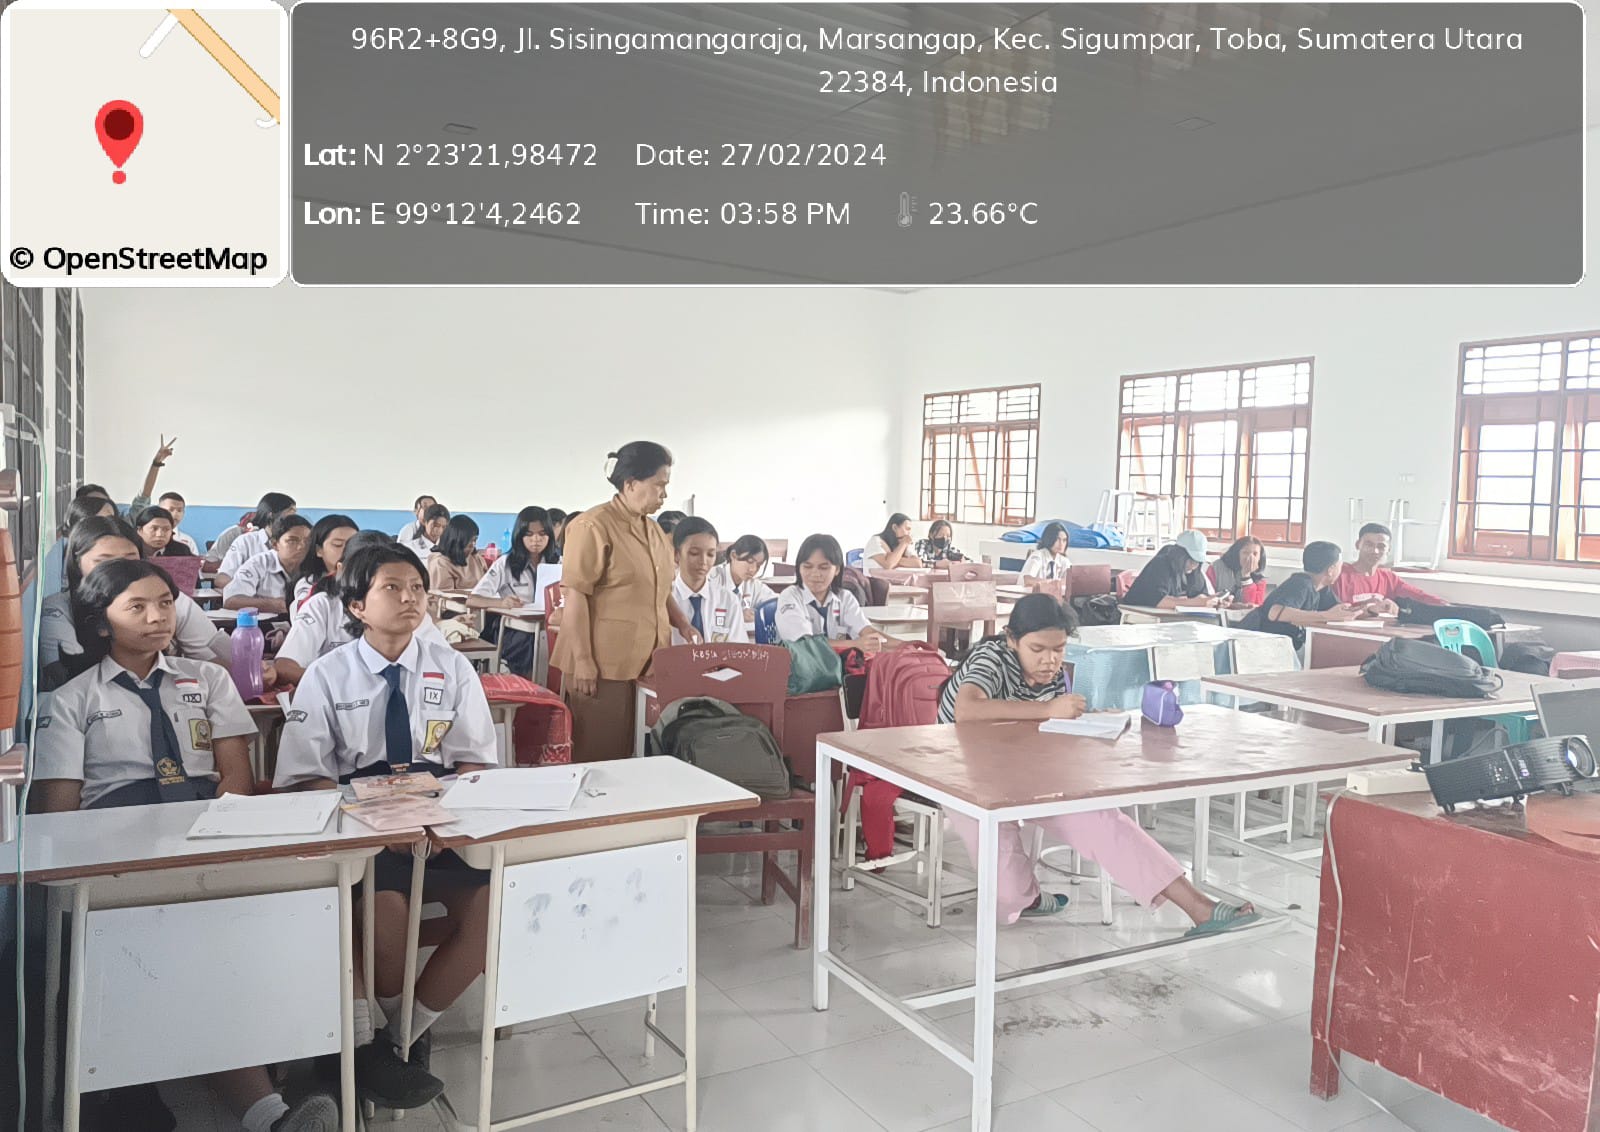 96R2+8G9, Jl. Sisingamangaraja, Marsangap, Kec. Sigumpar, Toba, Sumatera Utara
22384, Indonesia
Lat: N 2°23'21,98472 Date: 27/02/2024
Lon: E 99°12'4,2462 Time: 03:58 PM 23.66°C
© OpenStreetMap
IX
IX